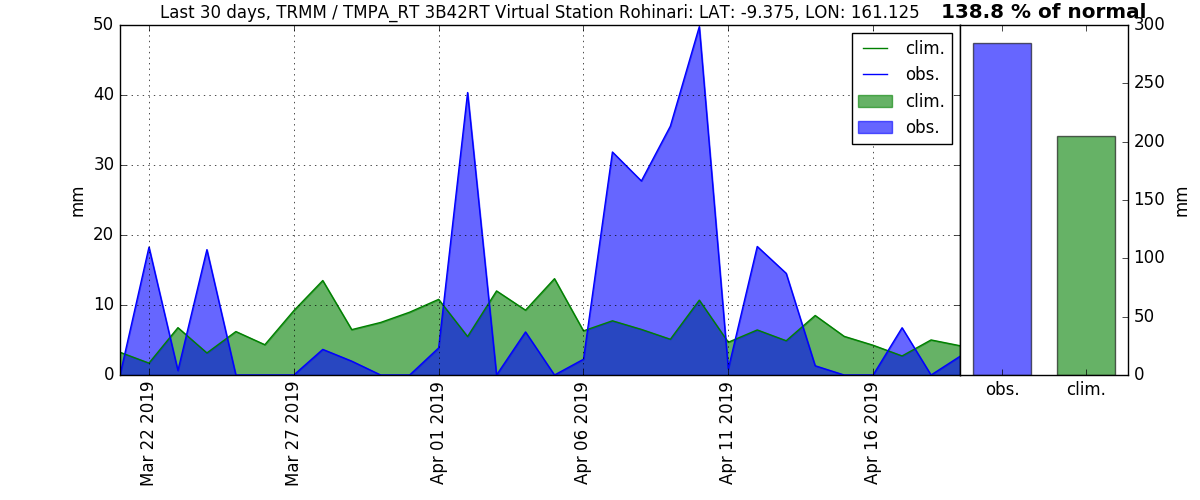 Last 30 days, TRMM / TMPA_RT 3B42RT Virtual Station Rohinari: LAT: -9.375, LON: 161.125
138.8 % of normal
50
40
30
20
10
0
mm
clim.
obs.
clim.
obs.
Mar 22 2019
Mar 27 2019
Apr 01 2019
Apr 06 2019
Apr 11 2019
Apr 16 2019
300
250
200
150
100
50
0
mm
obs.
clim.